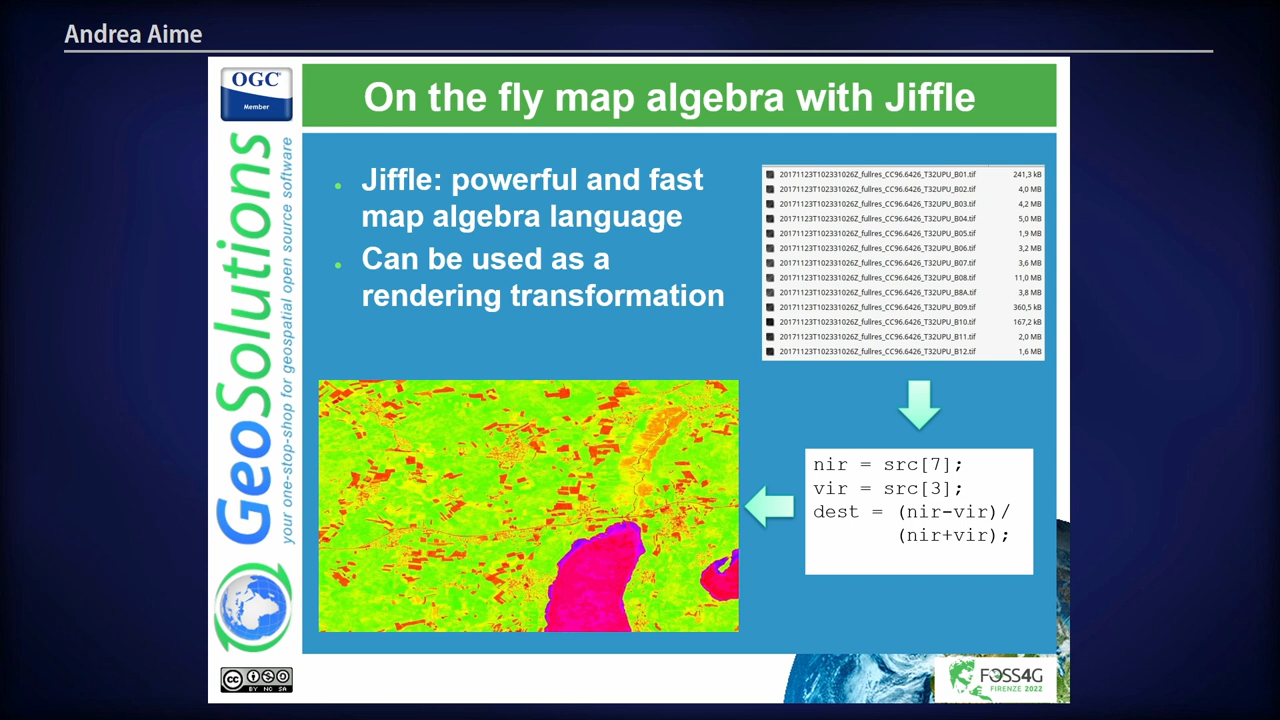 Andrea Aime
OGC
Member
GeoSolutions
your one-stop-shop for geospatial open source software
On the fly map algebra with Jiffle
Jiffle: powerful and fast
map algebra language
Can be used as a
rendering transformation
20171123T102331026Z_fullres_CC96.6426_T32UPU_B01.tif 241,3 kB
20171123T102331026Z_fullres_CC96.6426_T32UPU_B02.tif 4,0 MB
20171123T102331026Z_fullres_CC96.6426_T32UPU_B03.tif 4,2 MB
20171123T102331026Z_fullres_CC96.6426_T32UPU_B04.tif 5,0 MB
20171123T102331026Z_fullres_CC96.6426_T32UPU_B05.tif 1,9 MB
20171123T102331026Z_fullres_CC96.6426_T32UPU_B06.tif 3,2 MB
20171123T102331026Z_fullres_CC96.6426_T32UPU_B07.tif 3,6 MB
20171123T102331026Z_fullres_CC96.6426_T32UPU_B08.tif 11,0 MB
20171123T102331026Z_fullres_CC96.6426_T32UPU_B8A.tif 3,8 MB
20171123T102331026Z_fullres_CC96.6426_T32UPU_B09.tif 360,5 kB
20171123T102331026Z_fullres_CC96.6426_T32UPU_B10.tif 167,2 kB
20171123T102331026Z_fullres_CC96.6426_T32UPU_B11.tif 2,0 MB
20171123T102331026Z_fullres_CC96.6426_T32UPU_B12.tif 1,6 MB
nir = src[7];
vir = src[3];
dest = (nir-vir)/
(nir+vir);
cc
BY NC SA
FOSS4G
FIRENZE 2022